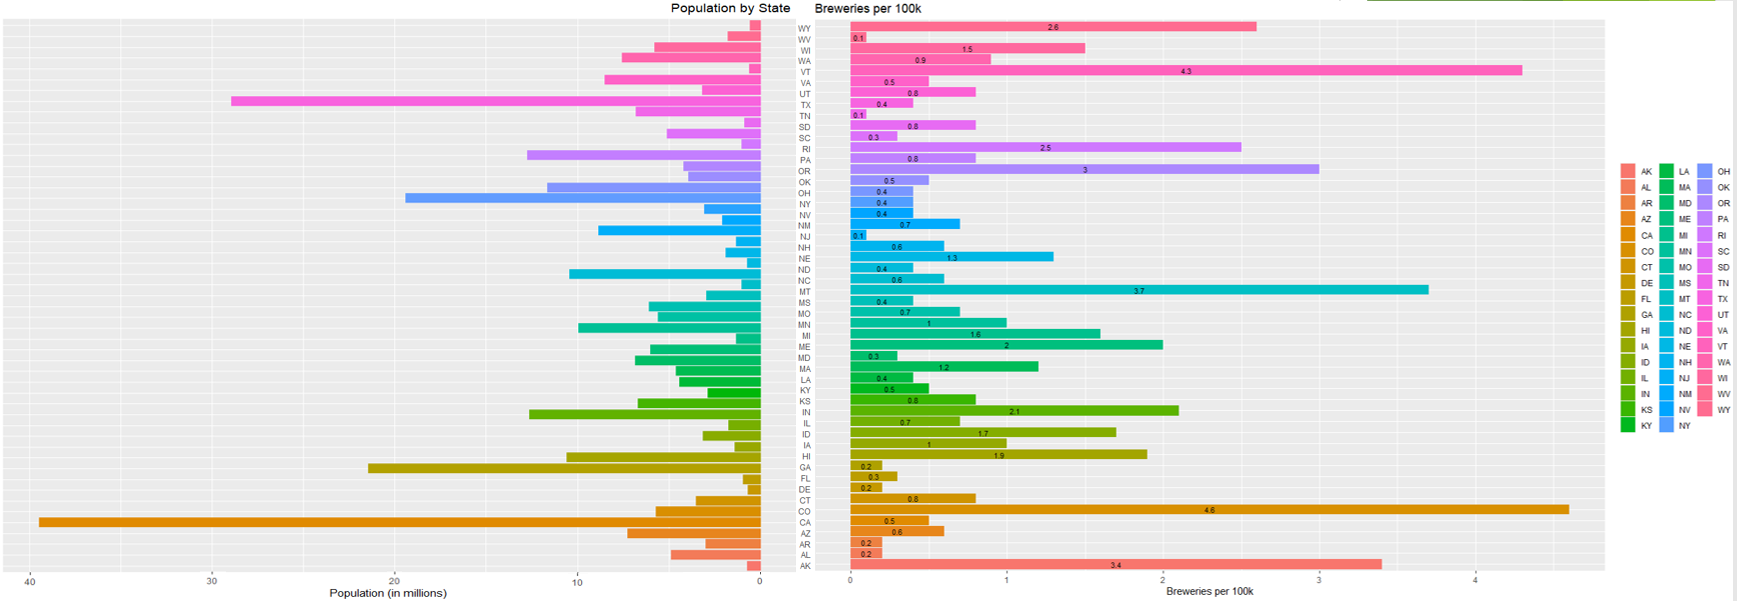 Population by State
Breweries per 100k
WY 2.6
WV 0.1
WI 1.5
WA 0.9
VT 4.3
VA 0.5
UT 0.8
TX 0.4
TN 0.1
SD 0.8
SC 0.3
RI 2.5
PA 0.8
OR 3
OK 0.5
OH 0.4
NY 0.4
NV 0.4
NM 0.7
NJ 0.1
NH 0.6
NE 1.3
ND 0.4
NC 0.6
MT 3.7
MS 0.4
MO 0.7
MN 1
MI 1.6
ME 2
MD 0.3
MA 1.2
LA 0.4
KY 0.5
KS 0.8
IN 2.1
IL 0.7
ID 1.7
IA 1
HI 1.9
GA 0.2
FL 0.3
DE 0.2
CT 0.8
CO 4.6
CA 0.5
AZ 0.6
AR 0.2
AL 0.2
AK 3.4
40 30 20 10 0
Population (in millions)
0 1 2 3 4
Breweries per 100k
AK LA OH
AL MA OK
AR MD OR
AZ ME PA
CA MI RI
CO MN SC
CT MO SD
DE MS TN
FL MT TX
GA NC UT
HI ND VA
IA NE VT
ID NH WA
IL NJ WI
IN NM WV
KS NV WY
KY NY